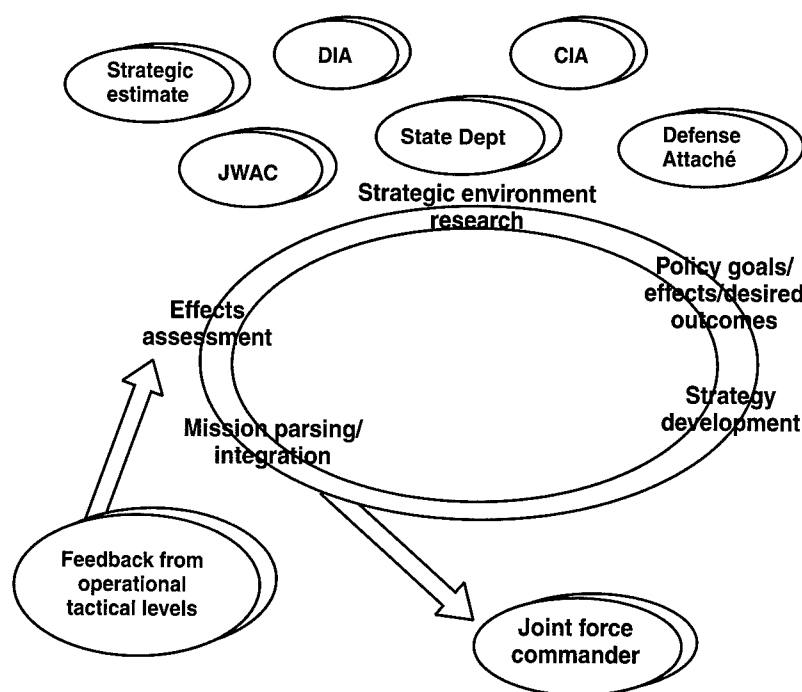 DIA
CIA
Strategic
estimate
State Dept
Defense
Attaché
JWAC
Strategic environment
research
Policy goals/
effects/desired
outcomes
Effects
assessment
Strategy
development
Mission parsing/
integration
Feedback from
operational
tactical levels
Joint force
commander